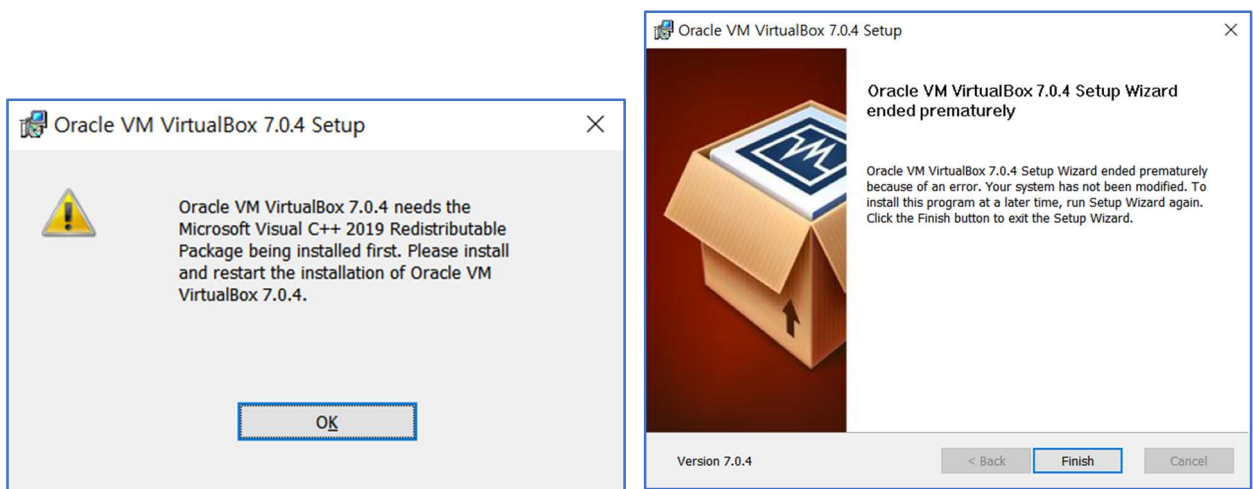 Oracle VM VirtualBox 7.0.4 Setup
Oracle VM VirtualBox 7.0.4 needs the
Microsoft Visual C++ 2019 Redistributable
Package being installed first. Please install
and restart the installation of Oracle VM
VirtualBox 7.0.4.
OK
Oracle VM VirtualBox 7.0.4 Setup
Oracle VM VirtualBox 7.0.4 Setup Wizard
ended prematurely
Oracle VM VirtualBox 7.0.4 Setup Wizard ended prematurely
because of an error. Your system has not been modified. To
install this program at a later time, run Setup Wizard again.
Click the Finish button to exit the Setup Wizard.
Version 7.0.4
< Back
Finish
Cancel